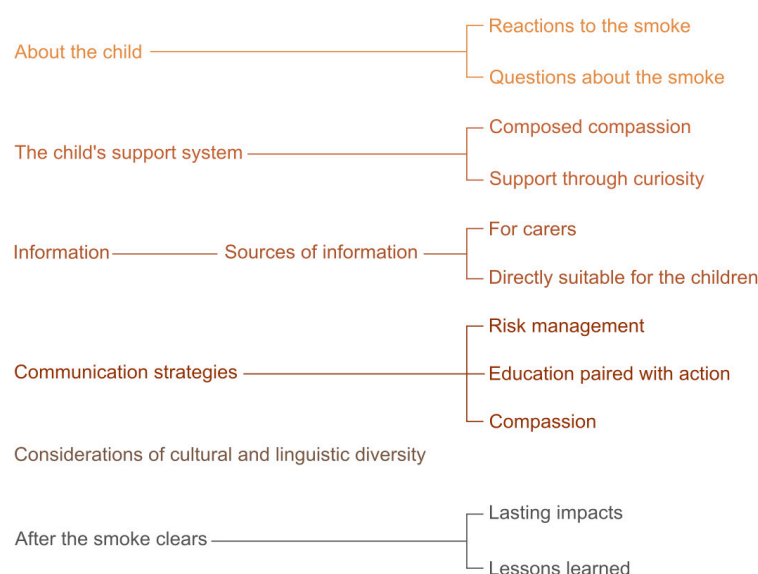 About the child
Reactions to the smoke
Questions about the smoke
The child's support system
Composed compassion
Support through curiosity
Information
Sources of information
For carers
Directly suitable for the children
Communication strategies
Risk management
Education paired with action
Compassion
Considerations of cultural and linguistic diversity
After the smoke clears
Lasting impacts
Lessons learned